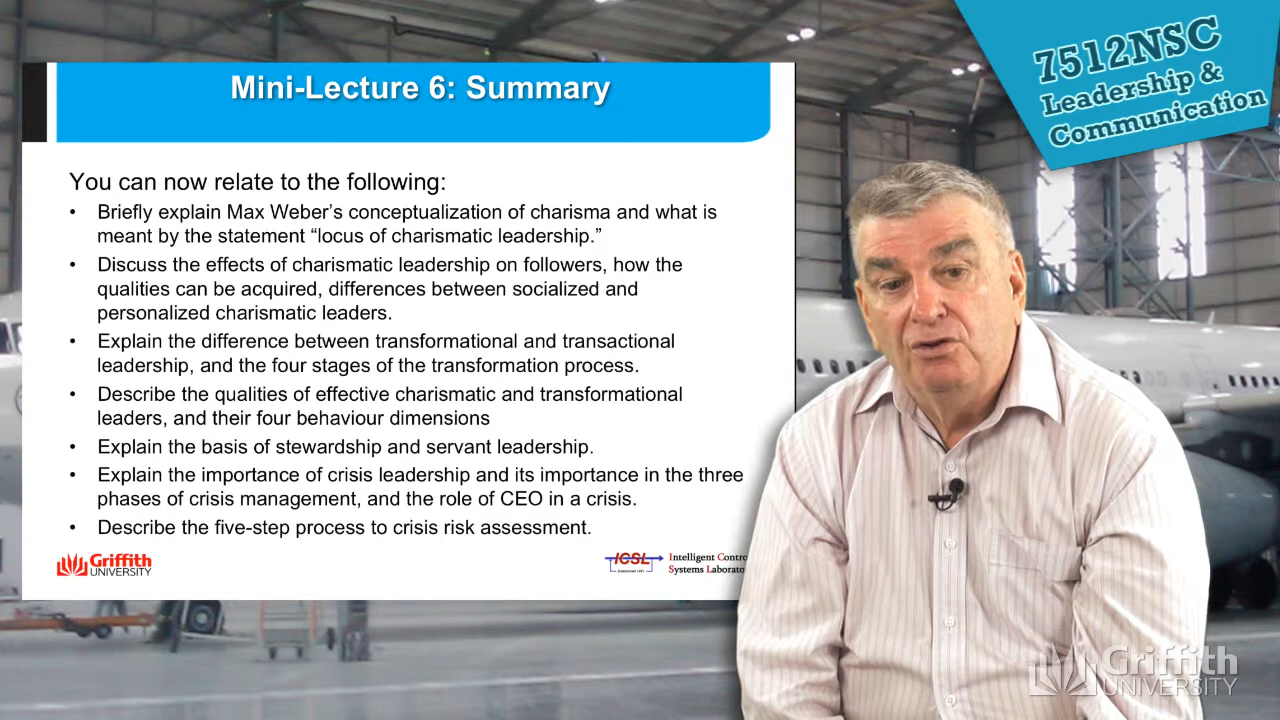 Mini-Lecture 6: Summary
7512NSC
Leadership &
Communication
You can now relate to the following:
• Briefly explain Max Weber's conceptualization of charisma and what is
meant by the statement “locus of charismatic leadership.”
• Discuss the effects of charismatic leadership on followers, how the
qualities can be acquired, differences between socialized and
personalized charismatic leaders.
• Explain the difference between transformational and transactional
leadership, and the four stages of the transformation process.
• Describe the qualities of effective charismatic and transformational
leaders, and their four behaviour dimensions
• Explain the basis of stewardship and servant leadership.
• Explain the importance of crisis leadership and its importance in the three
phases of crisis management, and the role of CEO in a crisis.
• Describe the five-step process to crisis risk assessment.
Griffith
UNIVERSITY
ICSL
Intelligent Contro
Systems Laborato
Griffith
UNIVERSITY